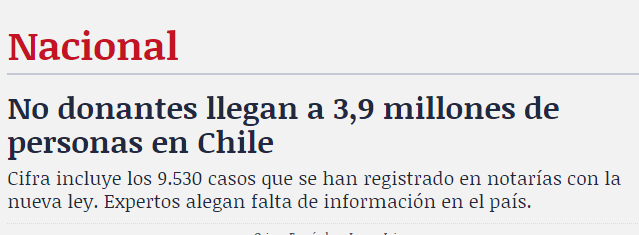 Nacional
No donantes llegan a 3,9 millones de
personas en Chile
Cifra incluye los 9.530 casos que se han registrado en notarías con la
nueva ley. Expertos alegan falta de información en el país.